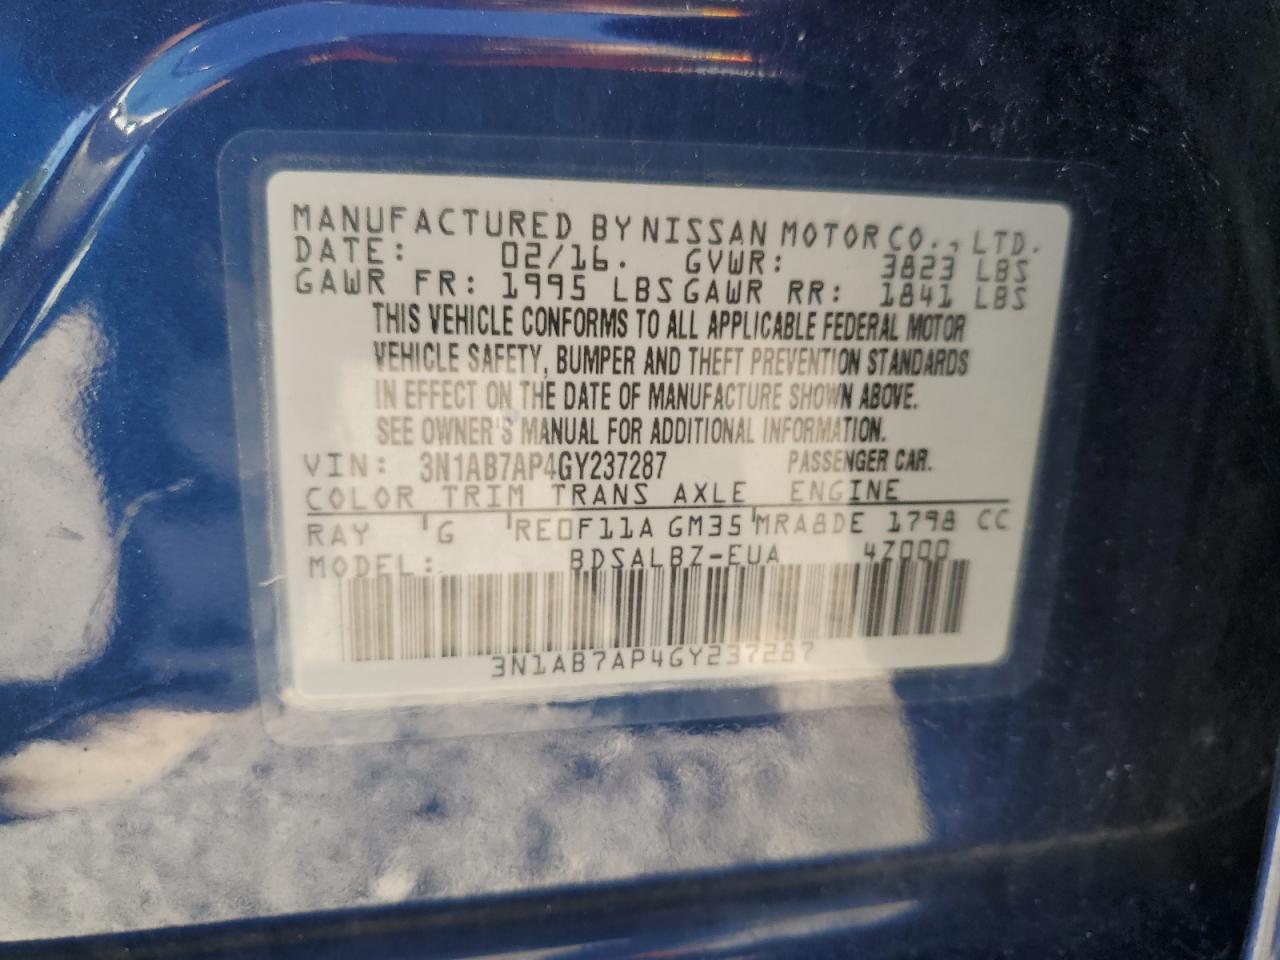 MANUFACTURED BY NISSAN MOTOR CO., LTD.
DATE: 02/16. GVWR: 3823 LBS
GAWR FR: 1995 LBS GAWR RR: 1841 LBS
THIS VEHICLE CONFORMS TO ALL APPLICABLE FEDERAL MOTOR
VEHICLE SAFETY, BUMPER AND THEFT PREVENTION STANDARDS
IN EFFECT ON THE DATE OF MANUFACTURE SHOWN ABOVE.
SEE OWNER'S MANUAL FOR ADDITIONAL INFORMATION.
VIN: 3N1AB7AP4GY237287 PASSENGER CAR.
COLOR TRIM TRANS AXLE ENGINE
RAY G RE0F11A GM35 MRA8DE 1798 CC
MODEL: BDSALBZ-EUA 4Z000
3N1AB7AP4GY237287